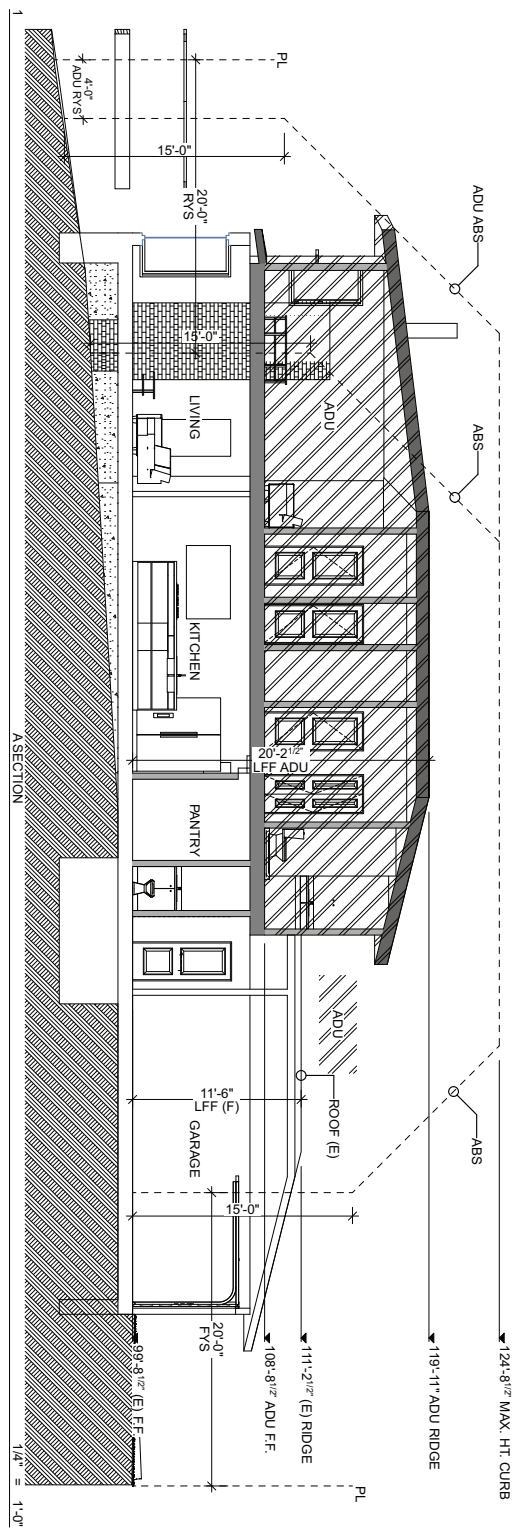 PL
4'-0"
ADU RYS
15'-0"
20'-0"
RYS
15'-0"
ADU ABS
ABS
ADU
LIVING
KITCHEN
PANTRY
20'-2 1/2"
LFF ADU
ADU
ROOF (E)
11'-6"
LFF (F)
GARAGE
15'-0"
20'-0"
FYS
ABS
PL
124'-8 1/2" MAX. HT. CURB
119'-11" ADU RIDGE
111'-2 1/2" (E) RIDGE
108'-8 1/2" ADU F.F.
99'-8 1/2" (E) F.F.
1
A SECTION
1/4" = 1'-0"